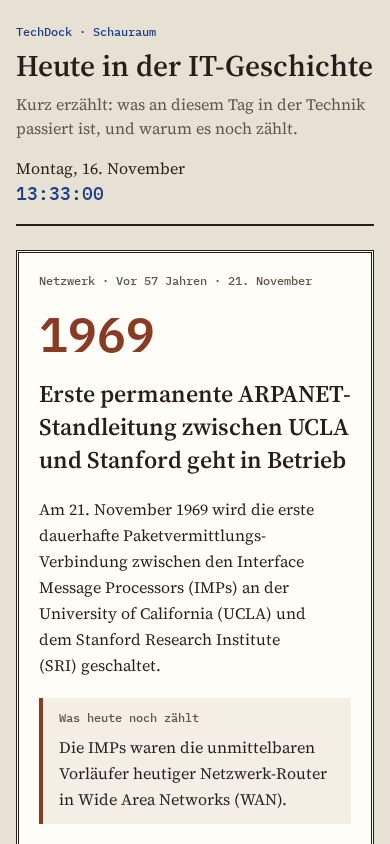 TechDock · Schauraum
Heute in der IT-Geschichte
Kurz erzählt: was an diesem Tag in der Technik
passiert ist, und warum es noch zählt.
Montag, 16. November
13:33:00
Netzwerk · Vor 57 Jahren · 21. November
1969
Erste permanente ARPANET-
Standleitung zwischen UCLA
und Stanford geht in Betrieb
Am 21. November 1969 wird die erste
dauerhafte Paketvermittlungs-
Verbindung zwischen den Interface
Message Processors (IMPs) an der
University of California (UCLA) und
dem Stanford Research Institute
(SRI) geschaltet.
Was heute noch zählt
Die IMPs waren die unmittelbaren
Vorläufer heutiger Netzwerk-Router
in Wide Area Networks (WAN).